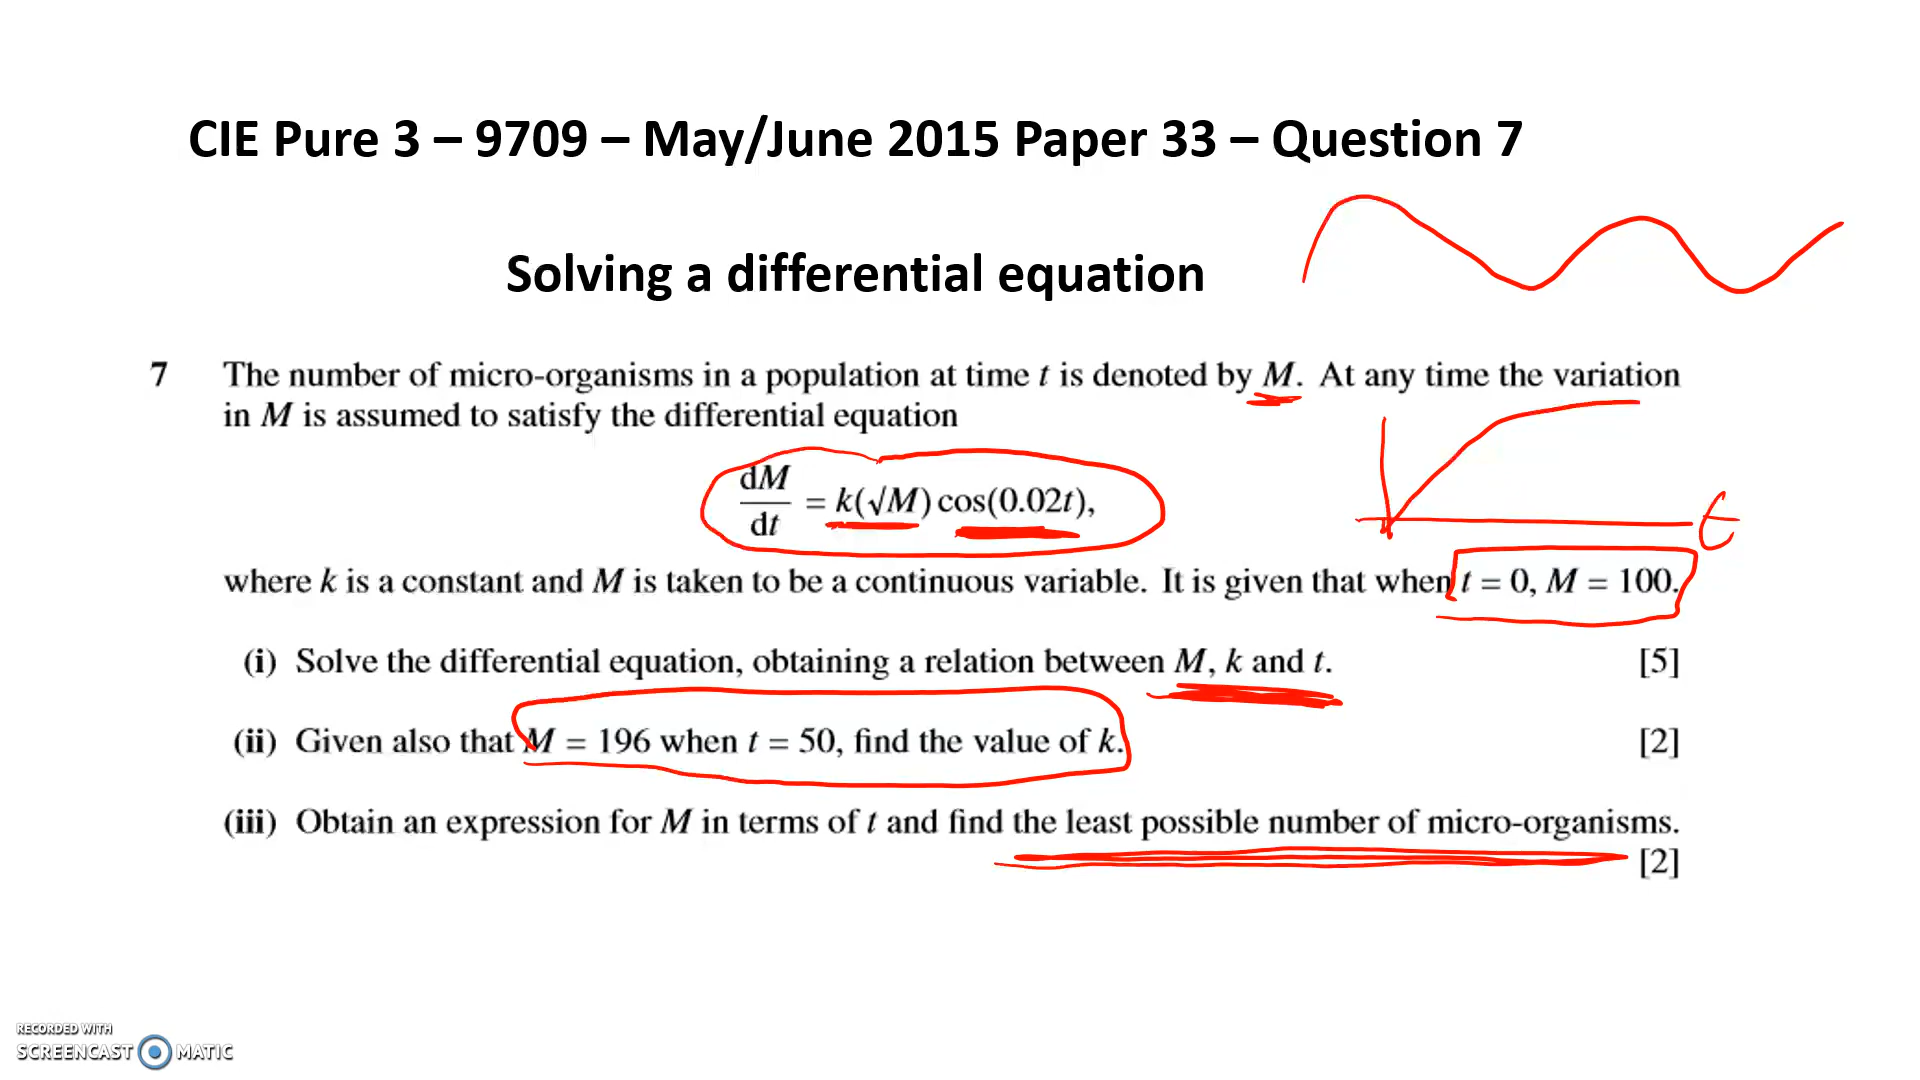 CIE Pure 3 – 9709 – May/June 2015 Paper 33 – Question 7
Solving a differential equation
7 The number of micro-organisms in a population at time t is denoted by M. At any time the variation
in M is assumed to satisfy the differential equation
dM/dt = k(√M) cos(0.02t),
t
where k is a constant and M is taken to be a continuous variable. It is given that when t = 0, M = 100.
(i) Solve the differential equation, obtaining a relation between M, k and t. [5]
(ii) Given also that M = 196 when t = 50, find the value of k. [2]
(iii) Obtain an expression for M in terms of t and find the least possible number of micro-organisms.
[2]
RECORDED WITH
SCREENCAST MATIC